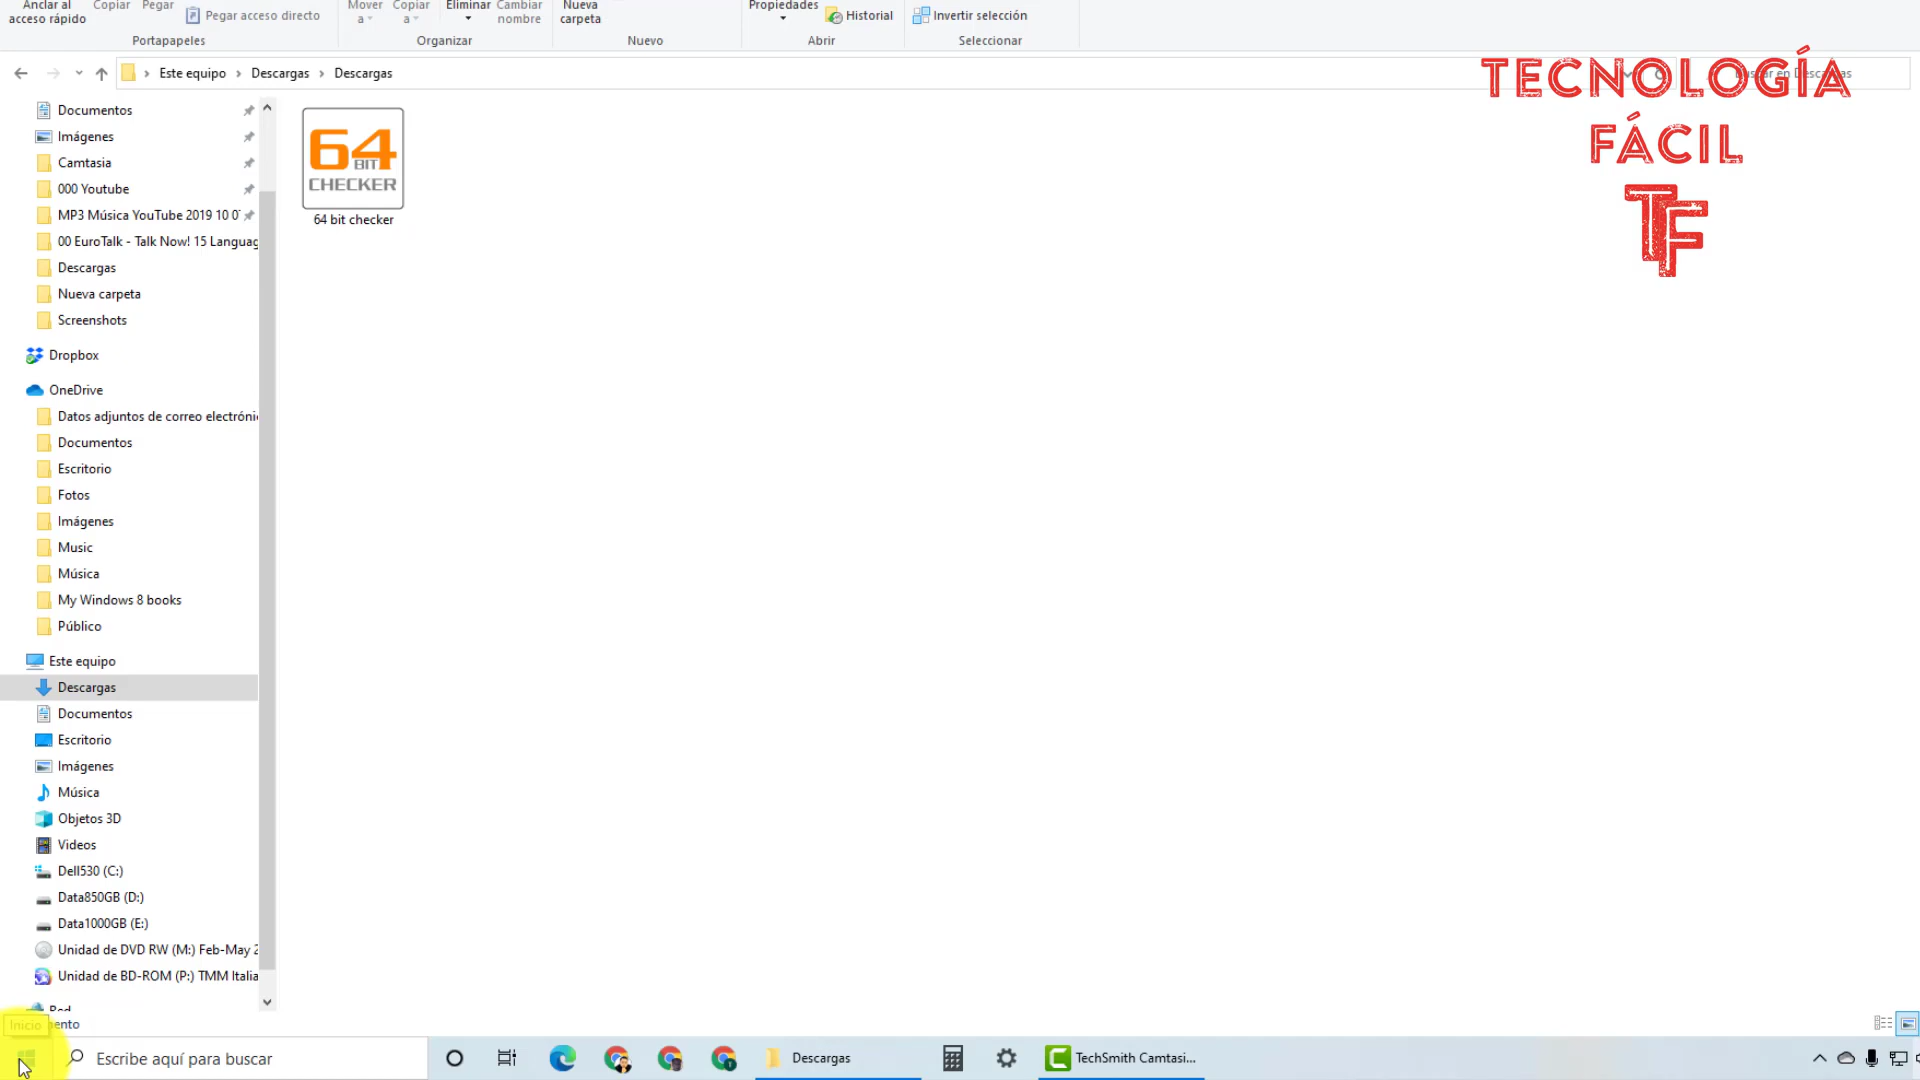 Anclar al
acceso rápido
Copiar
Pegar
Pegar acceso directo
Portapapeles
Mover
a
Copiar
a
Eliminar
Cambiar
nombre
Organizar
Nueva
carpeta
Nuevo
Propiedades
Historial
Abrir
Invertir selección
Seleccionar
Este equipo
Descargas
Descargas
TECNOLOGÍA
FÁCIL
TF
Documentos
Imágenes
Camtasia
000 Youtube
MP3 Música YouTube 2019 10
00 EuroTalk - Talk Now! 15 Languag
Descargas
Nueva carpeta
Screenshots
Dropbox
OneDrive
Datos adjuntos de correo electróni
Documentos
Escritorio
Fotos
Imágenes
Music
Música
My Windows 8 books
Público
Este equipo
Descargas
Documentos
Escritorio
Imágenes
Música
Objetos 3D
Videos
Dell530 (C:)
Data850GB (D:)
Data1000GB (E:)
Unidad de DVD RW (M:) Feb-May 2
Unidad de BD-ROM (P:) TMM Italia
Red
64
BIT
CHECKER
64 bit checker
Inicio
ento
Escribe aquí para buscar
Descargas
TechSmith Camtasi...